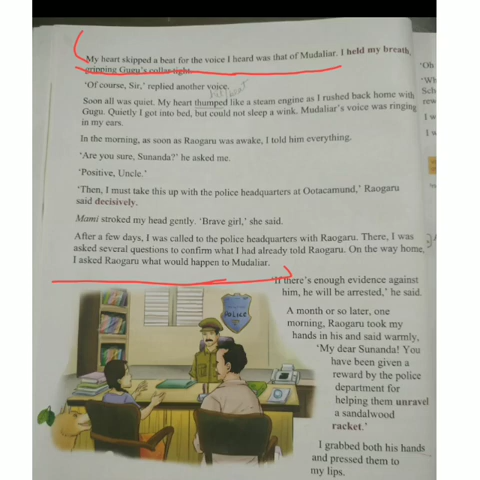 My heart skipped a beat for the voice I heard was that of Mudaliar. I held my breath,
gripping Gugu's collar tight.
'Of course, Sir,' replied another voice.
hit/beat
Soon all was quiet. My heart thumped like a steam engine as I rushed back home with
Gugu. Quietly I got into bed, but could not sleep a wink. Mudaliar's voice was ringing
in my ears.
In the morning, as soon as Raogaru was awake, I told him everything.
'Are you sure, Sunanda?' he asked me.
'Positive, Uncle.'
'Then, I must take this up with the police headquarters at Ootacamund,' Raogaru
said decisively.
Mami stroked my head gently. 'Brave girl,' she said.
After a few days, I was called to the police headquarters with Raogaru. There, I was
asked several questions to confirm what I had already told Raogaru. On the way home,
I asked Raogaru what would happen to Mudaliar.
'If there's enough evidence against
him, he will be arrested,' he said.
A month or so later, one
morning, Raogaru took my
hands in his and said warmly,
'My dear Sunanda! You
have been given a
reward by the police
department for
helping them unravel
a sandalwood
racket.'
I grabbed both his hands
and pressed them to
my lips.
POLICE
'Oh
'Wh
Sch
rew
I w
I w